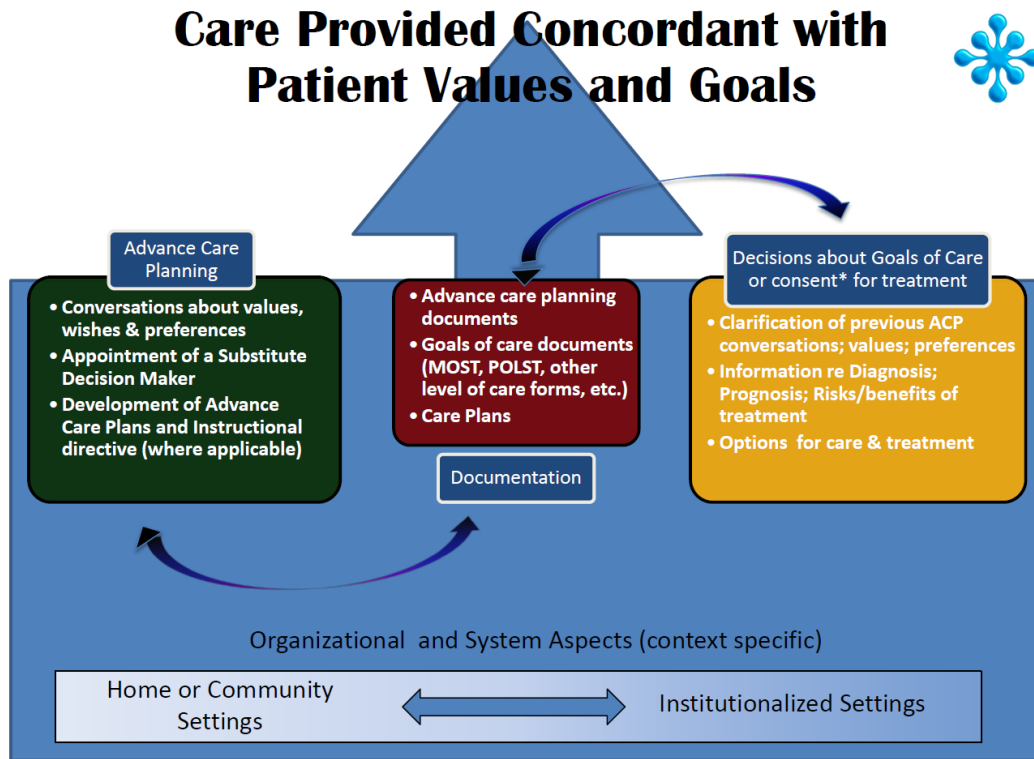 Care Provided Concordant with
Patient Values and Goals
Advance Care
Planning
• Conversations about values,
wishes & preferences
• Appointment of a Substitute
Decision Maker
• Development of Advance
Care Plans and Instructional
directive (where applicable)
• Advance care planning
documents
• Goals of care documents
(MOST, POLST, other
level of care forms, etc.)
• Care Plans
Documentation
Decisions about Goals of Care
or consent* for treatment
• Clarification of previous ACP
conversations; values; preferences
• Information re Diagnosis;
Prognosis; Risks/benefits of
treatment
• Options for care & treatment
Organizational and System Aspects (context specific)
Home or Community
Settings
Institutionalized Settings